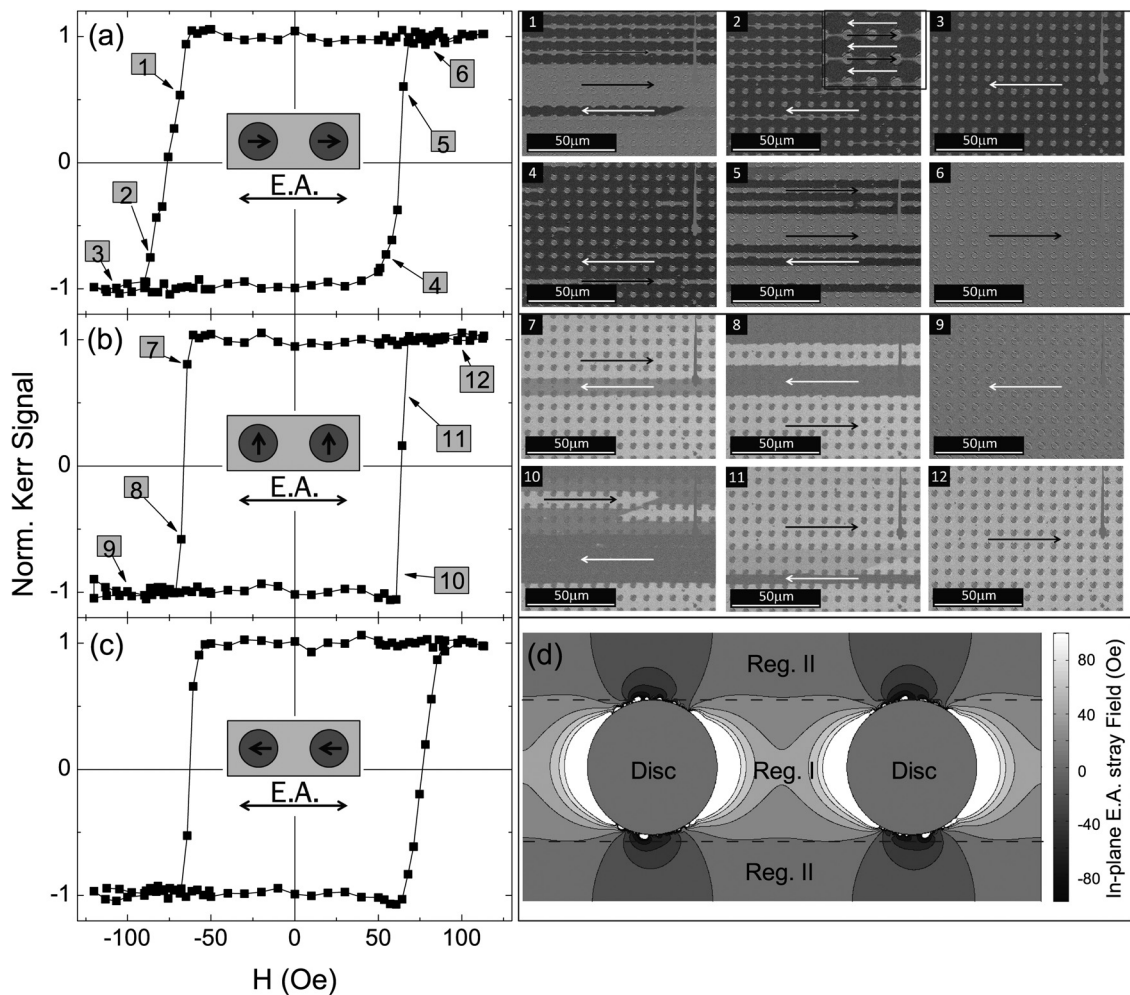 (a)
1
0
-1
1
2
3
4
5
6
E.A.
(b)
1
0
-1
7
8
9
10
11
12
E.A.
(c)
1
0
-1
E.A.
Norm. Kerr Signal
-100
-50
0
50
100
H (Oe)
1
50µm
2
50µm
3
50µm
4
50µm
5
50µm
6
50µm
7
50µm
8
50µm
9
50µm
10
50µm
11
50µm
12
50µm
(d)
Reg. II
Disc
Reg. I
Disc
Reg. II
80
40
0
-40
-80
In-plane E.A. stray Field (Oe)